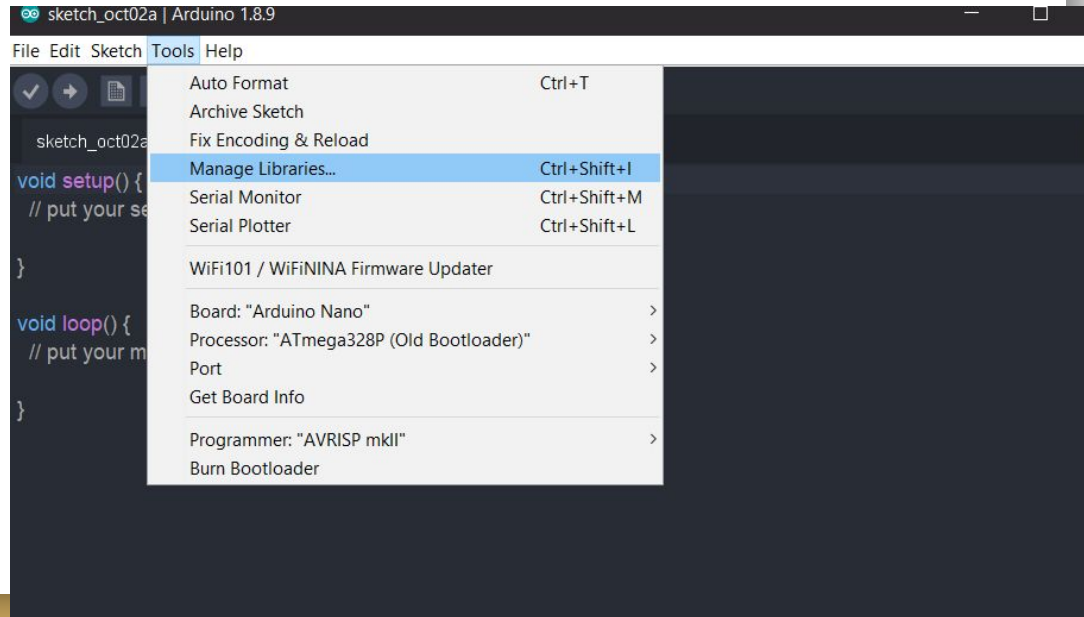 sketch_oct02a | Arduino 1.8.9
File Edit Sketch Tools Help
Auto Format Ctrl+T
Archive Sketch
sketch_oct02a Fix Encoding & Reload
Manage Libraries... Ctrl+Shift+I
void setup() {
Serial Monitor Ctrl+Shift+M
// put your se
Serial Plotter Ctrl+Shift+L
}
WiFi101 / WiFiNINA Firmware Updater
Board: "Arduino Nano"
void loop() {
Processor: "ATmega328P (Old Bootloader)"
// put your m
Port
Get Board Info
}
Programmer: "AVRISP mkII"
Burn Bootloader